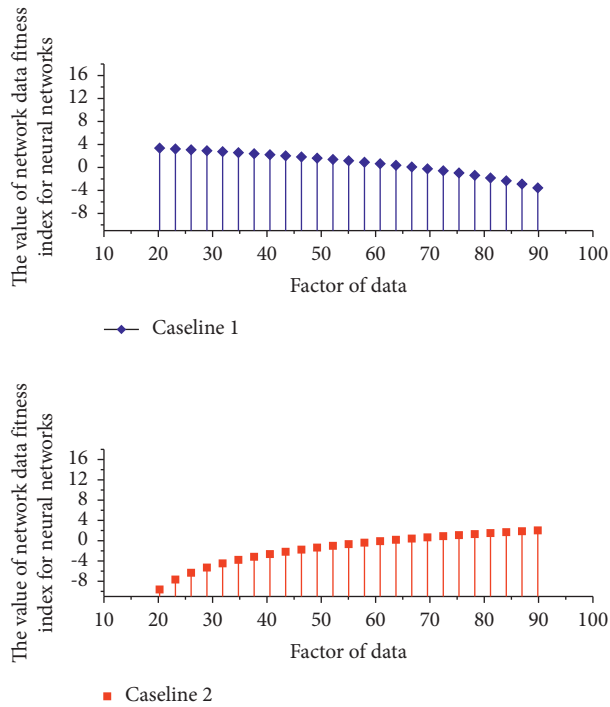 The value of network data fitness
index for neural networks
16
12
8
4
0
-4
-8
10 20 30 40 50 60 70 80 90 100
Factor of data
Caseline 1
The value of network data fitness
index for neural networks
16
12
8
4
0
-4
-8
10 20 30 40 50 60 70 80 90 100
Factor of data
Caseline 2